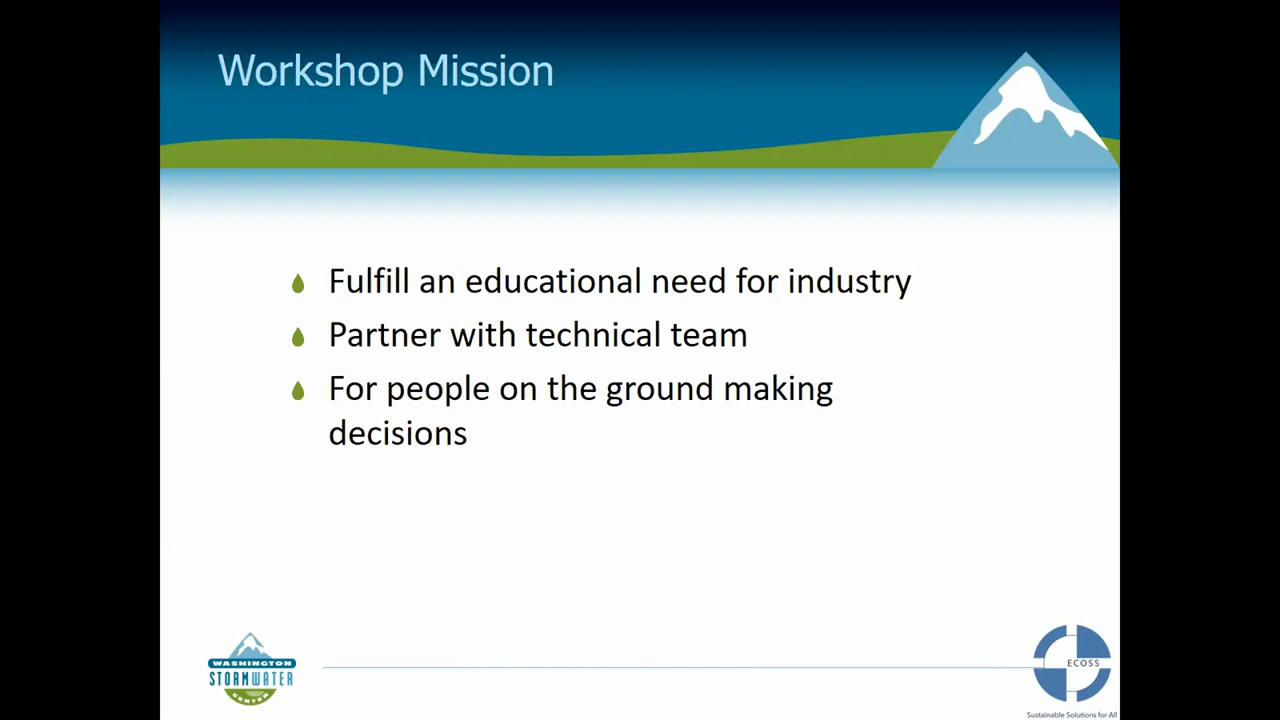 Workshop Mission
Fulfill an educational need for industry
Partner with technical team
For people on the ground making
decisions
WASHINGTON
STORMWATER
CENTER
ECOSS
Sustainable Solutions for All